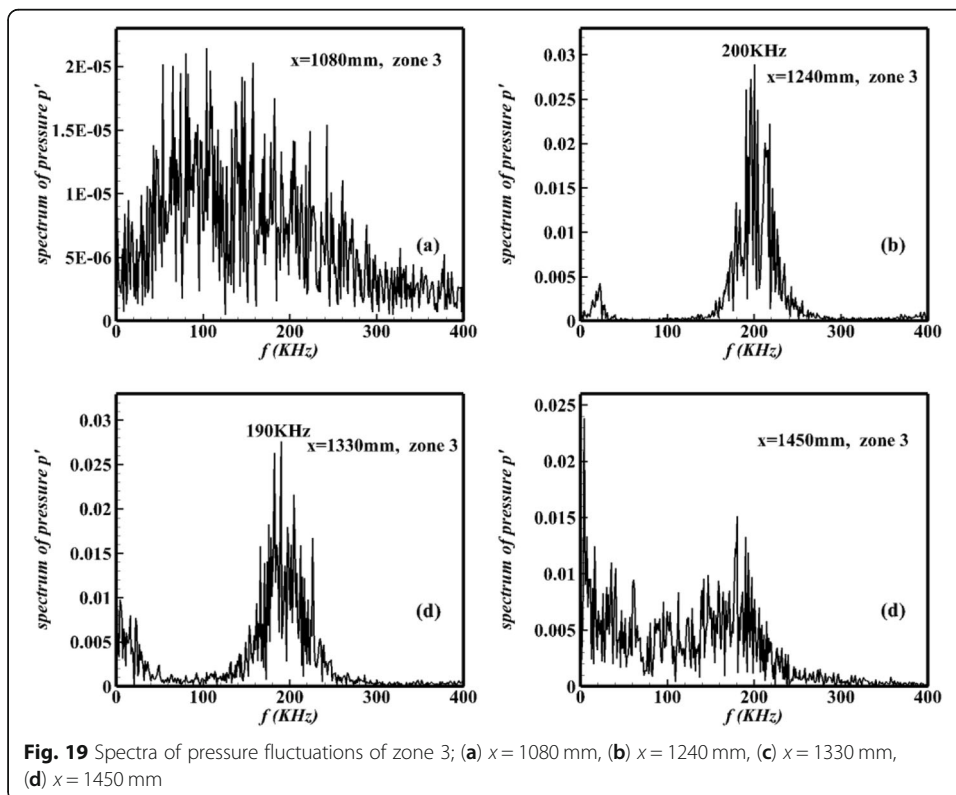 2E-05
1.5E-05
1E-05
5E-06
0
spectrum of pressure p'
x=1080mm, zone 3
(a)
0 100 200 300 400
f (KHz)
0.03
0.025
0.02
0.015
0.01
0.005
0
spectrum of pressure p'
200KHz
x=1240mm, zone 3
(b)
0 100 200 300 400
f (KHz)
0.03
0.025
0.02
0.015
0.01
0.005
0
spectrum of pressure p'
190KHz
x=1330mm, zone 3
(d)
0 100 200 300 400
f (KHz)
0.025
0.02
0.015
0.01
0.005
0
spectrum of pressure p'
x=1450mm, zone 3
(d)
0 100 200 300 400
f (KHz)
Fig. 19 Spectra of pressure fluctuations of zone 3; (a) x = 1080 mm, (b) x = 1240 mm, (c) x = 1330 mm,
(d) x = 1450 mm